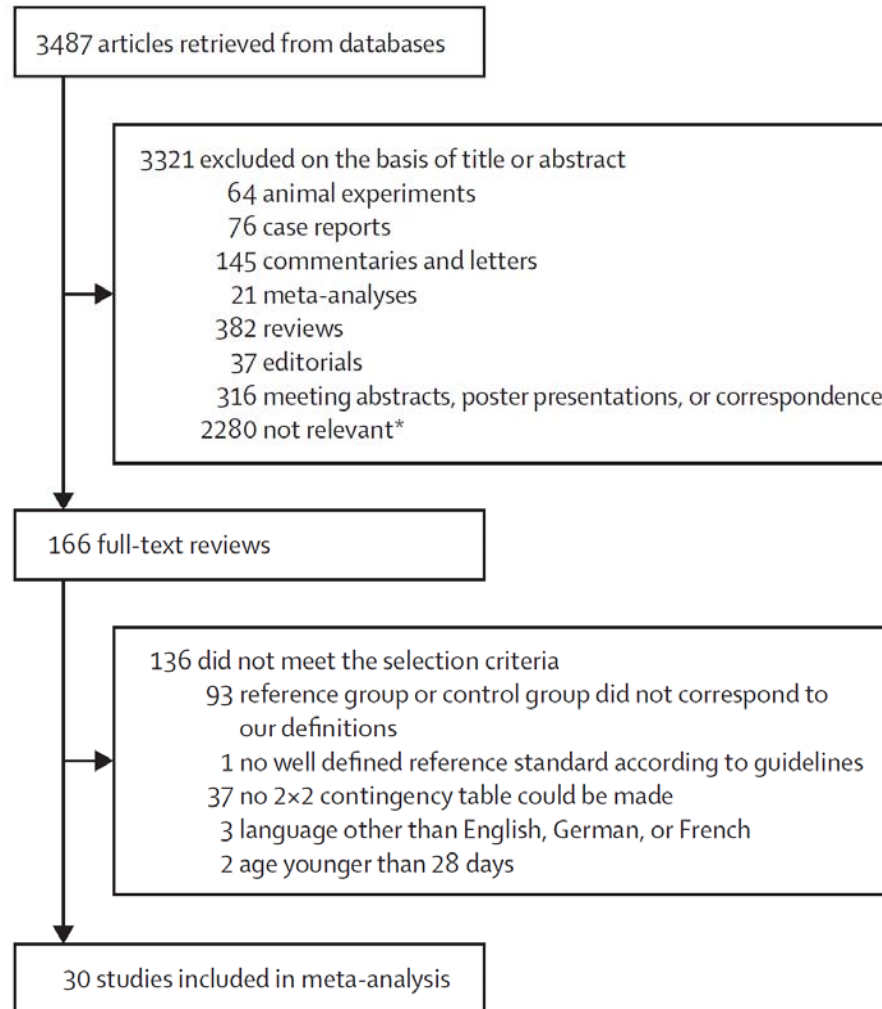 3487 articles retrieved from databases
3321 excluded on the basis of title or abstract
64 animal experiments
76 case reports
145 commentaries and letters
21 meta-analyses
382 reviews
37 editorials
316 meeting abstracts, poster presentations, or correspondence
2280 not relevant*
166 full-text reviews
136 did not meet the selection criteria
93 reference group or control group did not correspond to
our definitions
1 no well defined reference standard according to guidelines
37 no 2×2 contingency table could be made
3 language other than English, German, or French
2 age younger than 28 days
30 studies included in meta-analysis